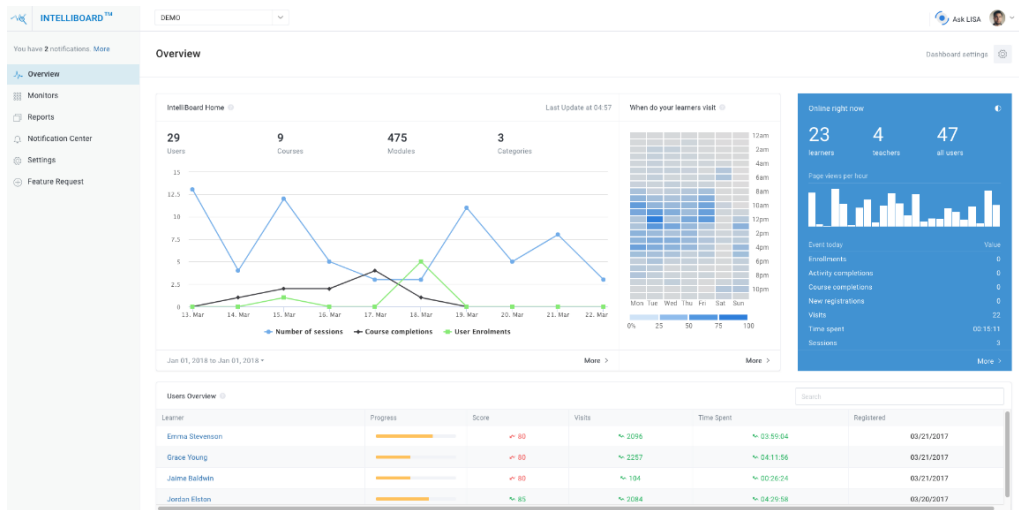 INTELLIBOARD™
DEMO
Ask LISA
You have 2 notifications. More
Overview
Monitors
Reports
Notification Center
Settings
Feature Request
Overview
Dashboard settings
IntelliBoard Home
Last Update at 04:57
29
9
475
3
Users
Courses
Modules
Categories
15
12.5
10
7.5
5
2.5
0
13. Mar 14. Mar 15. Mar 16. Mar 17. Mar 18. Mar 19. Mar 20. Mar 21. Mar 22. Mar
Number of sessions Course completions User Enrolments
Jan 01, 2018 to Jan 01, 2018
More >
When do your learners visit
12am
2am
4am
6am
8am
10am
12pm
2pm
4pm
6pm
8pm
10pm
Mon Tue Wed Thu Fri Sat Sun
0% 25 50 75 100
More >
Online right now
23
4
47
learners
teachers
all users
Page views per hour
Event today Value
Enrollments 0
Activity completions 0
Course completions 0
New registrations 0
Visits 22
Time spent 00:15:11
Sessions 3
More >
Users Overview
Search
Learner Progress Score Visits Time Spent Registered
Emma Stevenson 80 2096 03:59:04 03/21/2017
Grace Young 80 2257 04:11:56 03/21/2017
Jaime Baldwin 60 104 00:26:24 03/21/2017
Jordan Elston 85 2084 04:29:58 03/20/2017